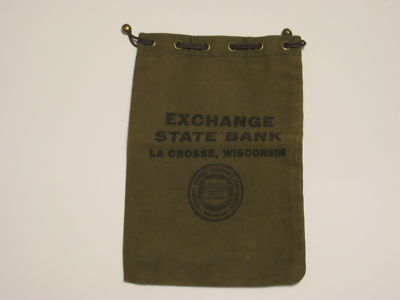 EXCHANGE
STATE BANK
LA CROSSE, WISCONSIN